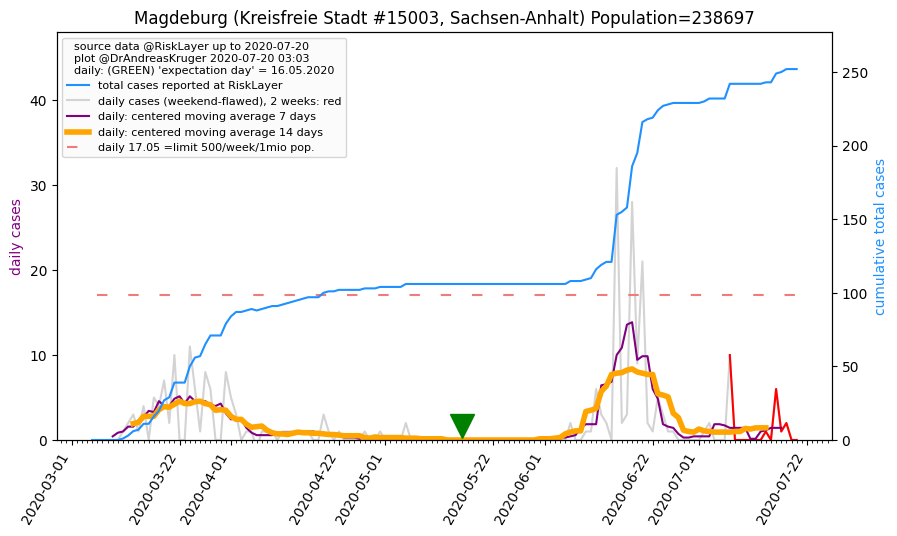 Magdeburg (Kreisfreie Stadt #15003, Sachsen-Anhalt) Population=238697
source data @RiskLayer up to 2020-07-20
plot @DrAndreasKruger 2020-07-20 03:03
daily: (GREEN) 'expectation day' = 16.05.2020
total cases reported at RiskLayer
daily cases (weekend-flawed), 2 weeks: red
daily: centered moving average 7 days
daily: centered moving average 14 days
daily 17.05 =limit 500/week/1mio pop.
daily cases
40
30
20
10
0
250
200
150
100
50
0
cumulative total cases
2020-03-01
2020-03-22
2020-04-01
2020-04-22
2020-05-01
2020-05-22
2020-06-01
2020-06-22
2020-07-01
2020-07-22